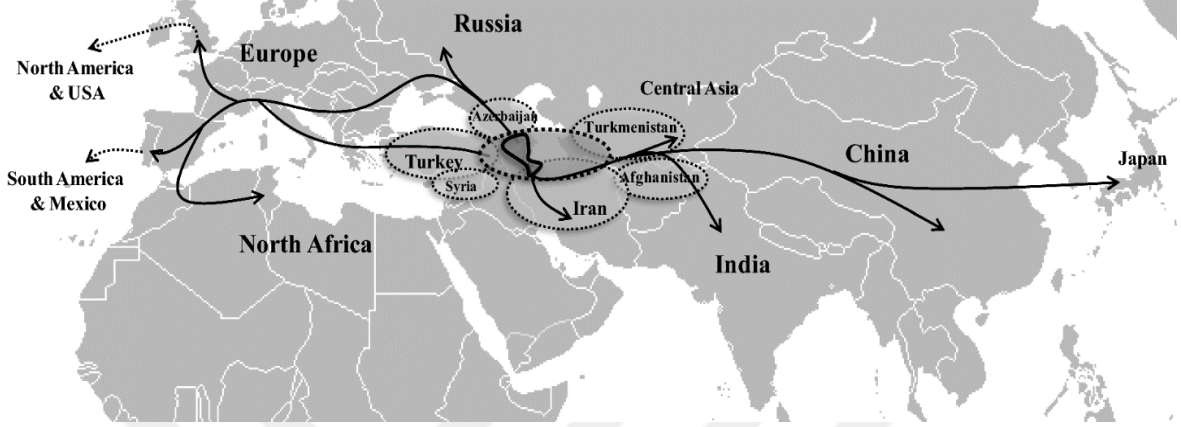 Russia
Europe
North America
& USA
Central Asia
Azerbaijan
Turkmenistan
China
Japan
Turkey
Afghanistan
South America
& Mexico
Syria
Iran
North Africa
India